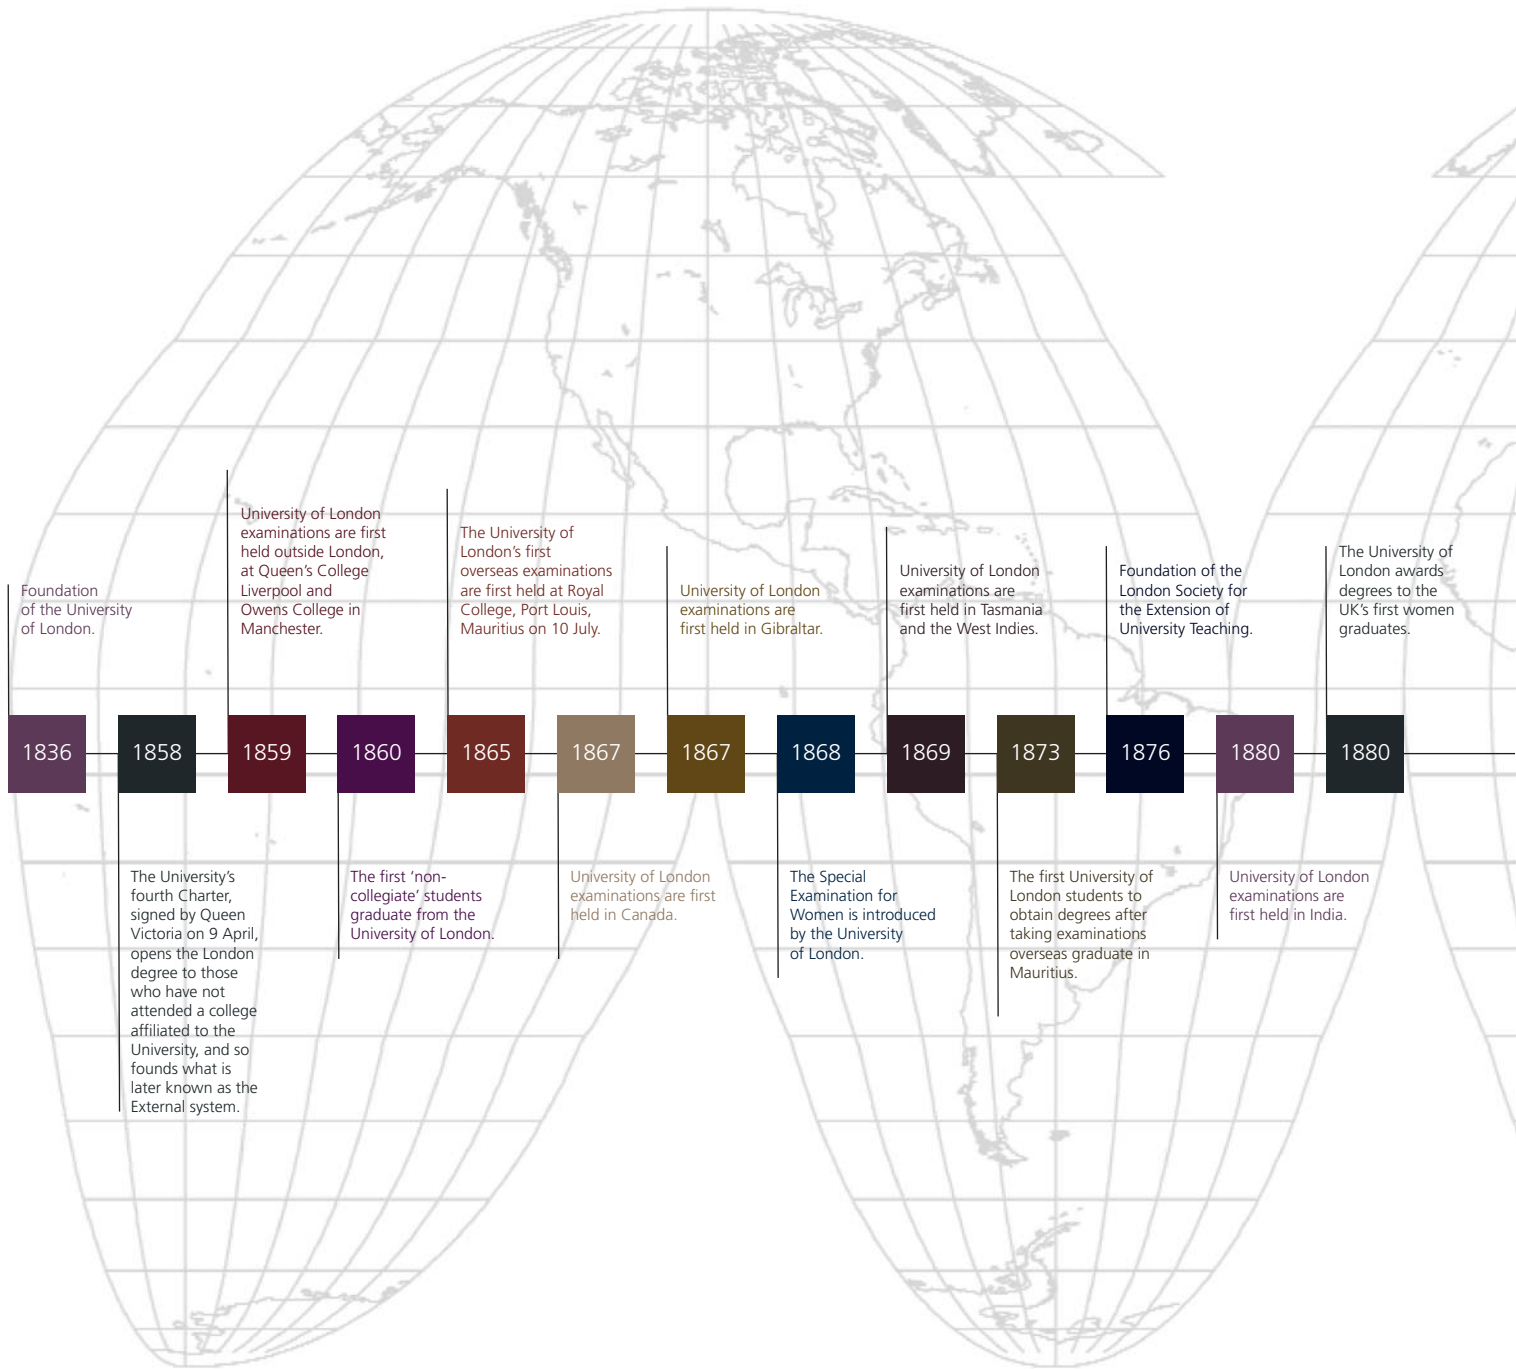 Foundation
of the University
of London.
University of London
examinations are first
held outside London,
at Queen’s College
Liverpool and
Owens College in
Manchester.
The University of
London’s first
overseas examinations
are first held at Royal
College, Port Louis,
Mauritius on 10 July.
University of London
examinations are
first held in Gibraltar.
University of London
examinations are
first held in Tasmania
and the West Indies.
Foundation of the
London Society for
the Extension of
University Teaching.
The University of
London awards
degrees to the
UK’s first women
graduates.
1836 1858 1859 1860 1865 1867 1867 1868 1869 1873 1876 1880 1880
The University’s
fourth Charter,
signed by Queen
Victoria on 9 April,
opens the London
degree to those
who have not
attended a college
affiliated to the
University, and so
founds what is
later known as the
External system.
The first ‘non-
collegiate’ students
graduate from the
University of London.
University of London
examinations are first
held in Canada.
The Special
Examination for
Women is introduced
by the University
of London.
The first University of
London students to
obtain degrees after
taking examinations
overseas graduate in
Mauritius.
University of London
examinations are
first held in India.